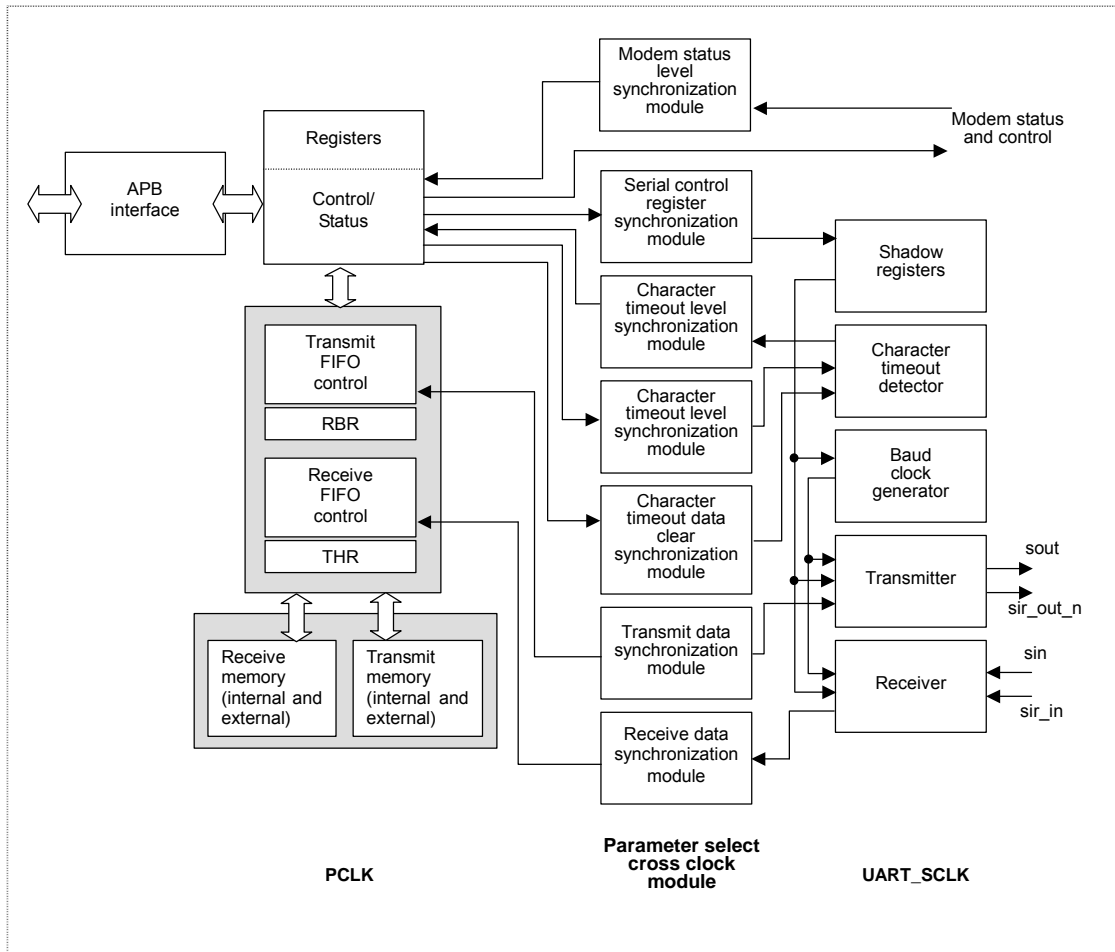 Modem status
level
synchronization
module
Modem status
and control
Registers
APB
interface
Control/
Status
Serial control
register
synchronization
module
Shadow
registers
Character
timeout level
synchronization
module
Character
timeout
detector
Transmit
FIFO
control
RBR
Character
timeout level
synchronization
module
Baud
clock
generator
Receive
FIFO
control
THR
Character
timeout data
clear
synchronization
module
Transmitter
sout
sir_out_n
Transmit data
synchronization
module
Receive
memory
(internal and
external)
Transmit
memory
(internal and
external)
Receiver
sin
sir_in
Receive data
synchronization
module
PCLK
Parameter select
cross clock
module
UART_SCLK